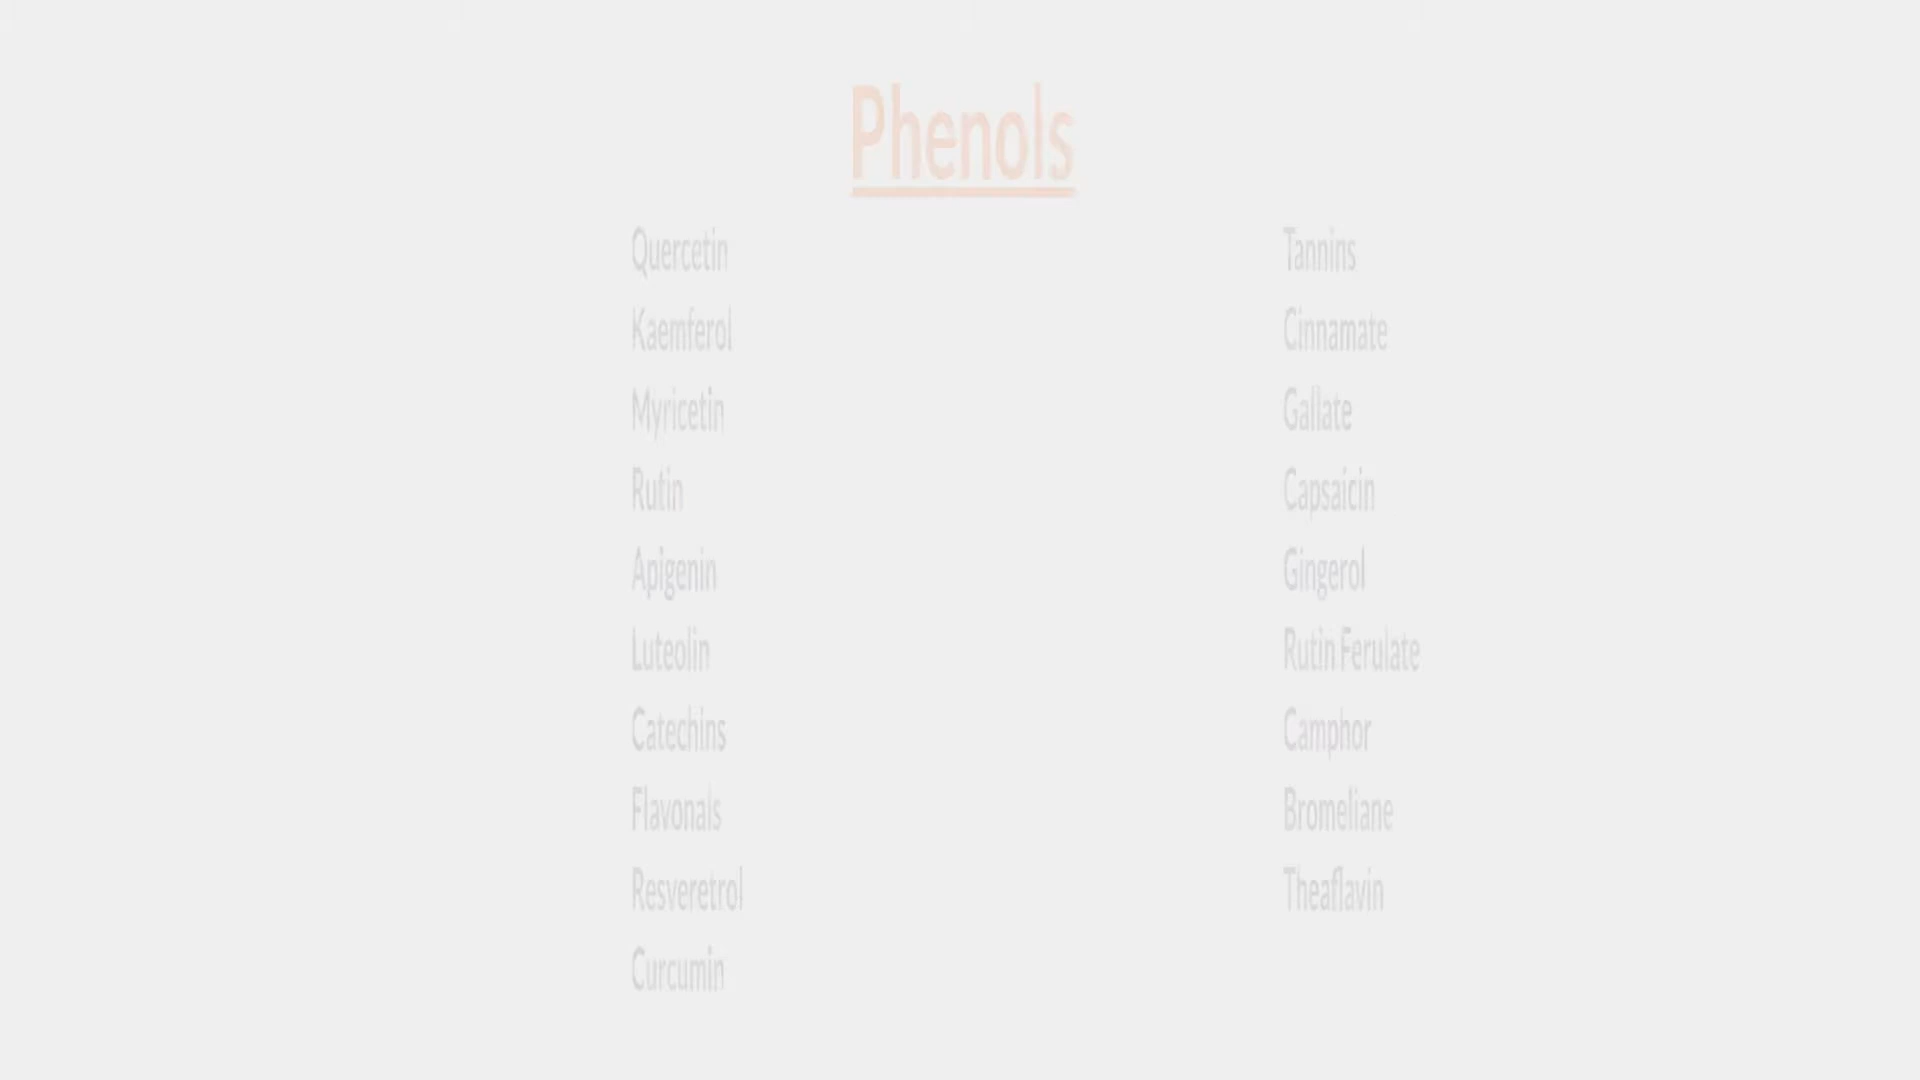 Phenols
Quercetin
Kaemferol
Myricetin
Rutin
Apigenin
Luteolin
Catechins
Flavonals
Resveretrol
Curcumin
Tannins
Cinnamate
Gallate
Capsaicin
Gingerol
Rutin Ferulate
Camphor
Bromeliane
Theaflavin